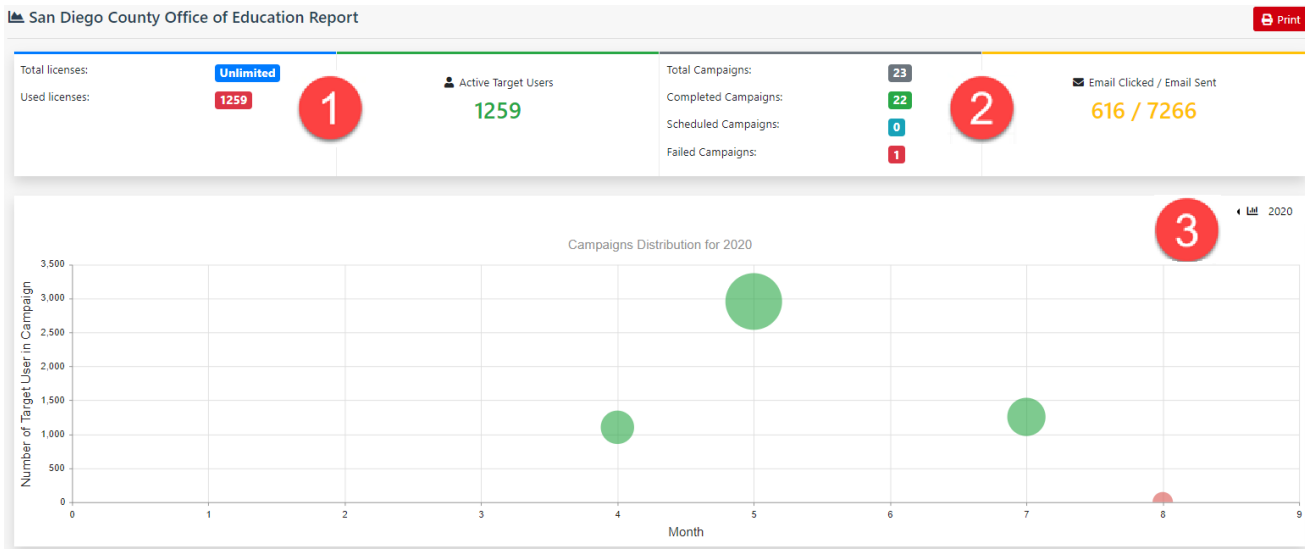 San Diego County Office of Education Report
Print
Total licenses:
Unlimited
Used licenses:
1259
1
Active Target Users
1259
Total Campaigns:
23
Completed Campaigns:
22
Scheduled Campaigns:
0
Failed Campaigns:
1
2
Email Clicked / Email Sent
616 / 7266
3
2020
Campaigns Distribution for 2020
Number of Target User in Campaign
3,500
3,000
2,500
2,000
1,500
1,000
500
0
0 1 2 3 4 5 6 7 8 9
Month